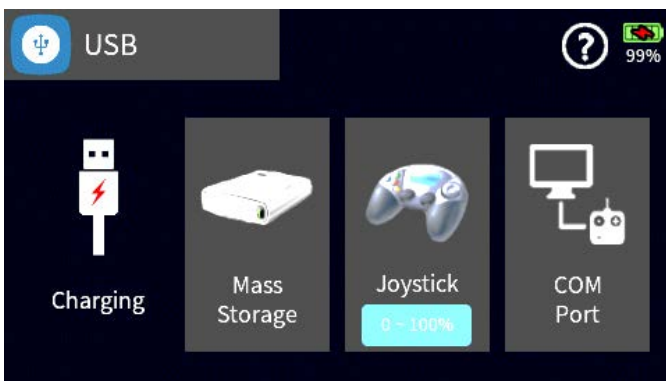 USB
?
99%
Charging
Mass
Storage
Joystick
0 ~ 100%
COM
Port